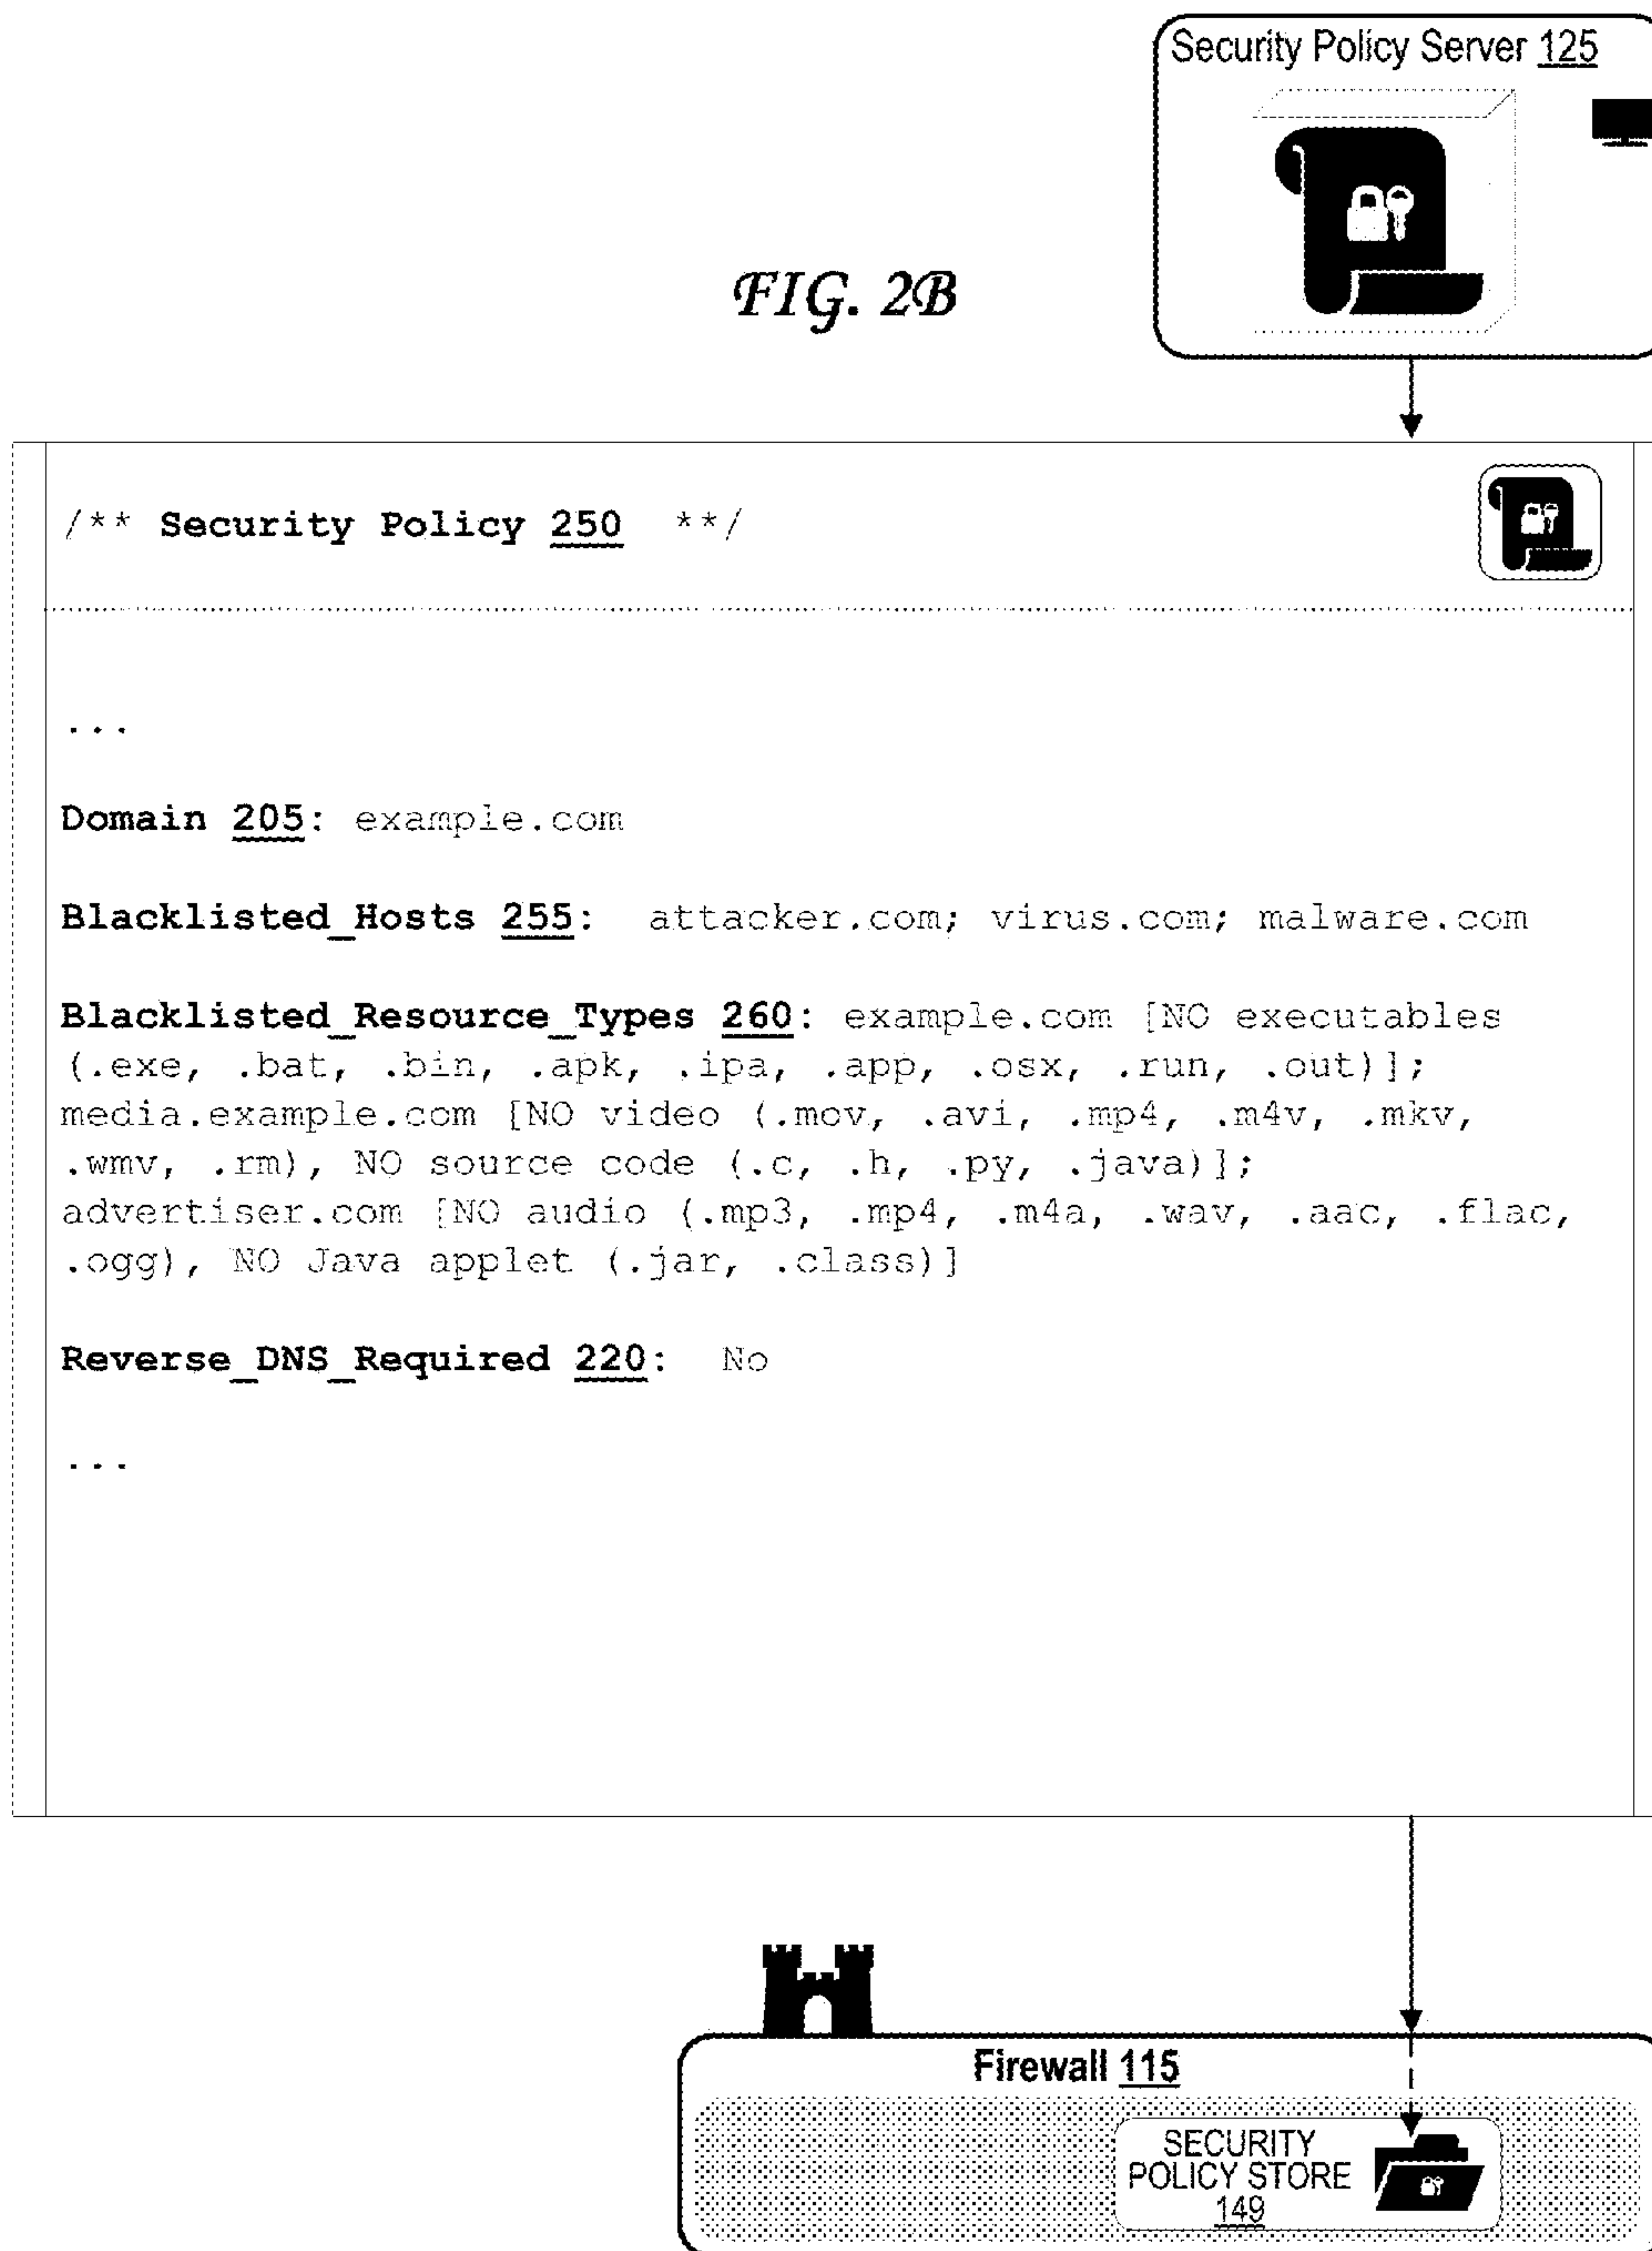 Security Policy Server 125
FIG. 2B
/** Security Policy 250 **/
...
Domain 205: example.com
Blacklisted_Hosts 255: attacker.com; virus.com; malware.com
Blacklisted_Resource_Types 260: example.com [NO executables
(.exe, .bat, .bin, .apk, .ipa, .app, .osx, .run, .out)];
media.example.com [NO video (.mov, .avi, .mp4, .m4v, .mkv,
.wmv, .rm), NO source code (.c, .h, .py, .java)];
advertiser.com [NO audio (.mp3, .mp4, .m4a, .wav, .aac, .flac,
.ogg), NO Java applet (.jar, .class)]
Reverse_DNS_Required 220: No
...
Firewall 115
SECURITY
POLICY STORE
149